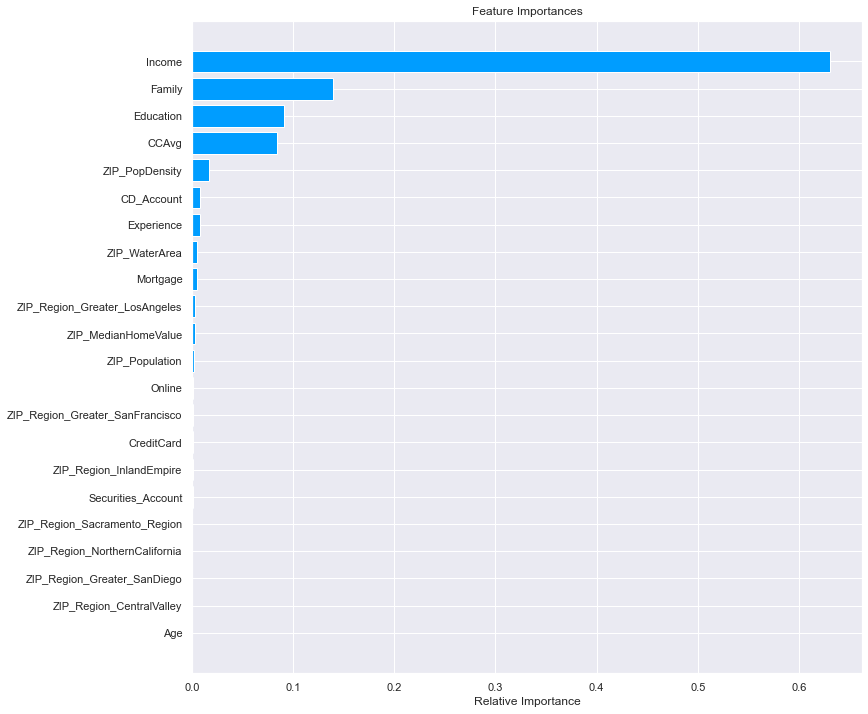 Feature Importances
Income
Family
Education
CCAvg
ZIP_PopDensity
CD_Account
Experience
ZIP_WaterArea
Mortgage
ZIP_Region_Greater_LosAngeles
ZIP_MedianHomeValue
ZIP_Population
Online
ZIP_Region_Greater_SanFrancisco
CreditCard
ZIP_Region_InlandEmpire
Securities_Account
ZIP_Region_Sacramento_Region
ZIP_Region_NorthernCalifornia
ZIP_Region_Greater_SanDiego
ZIP_Region_CentralValley
Age
0.0 0.1 0.2 0.3 0.4 0.5 0.6
Relative Importance